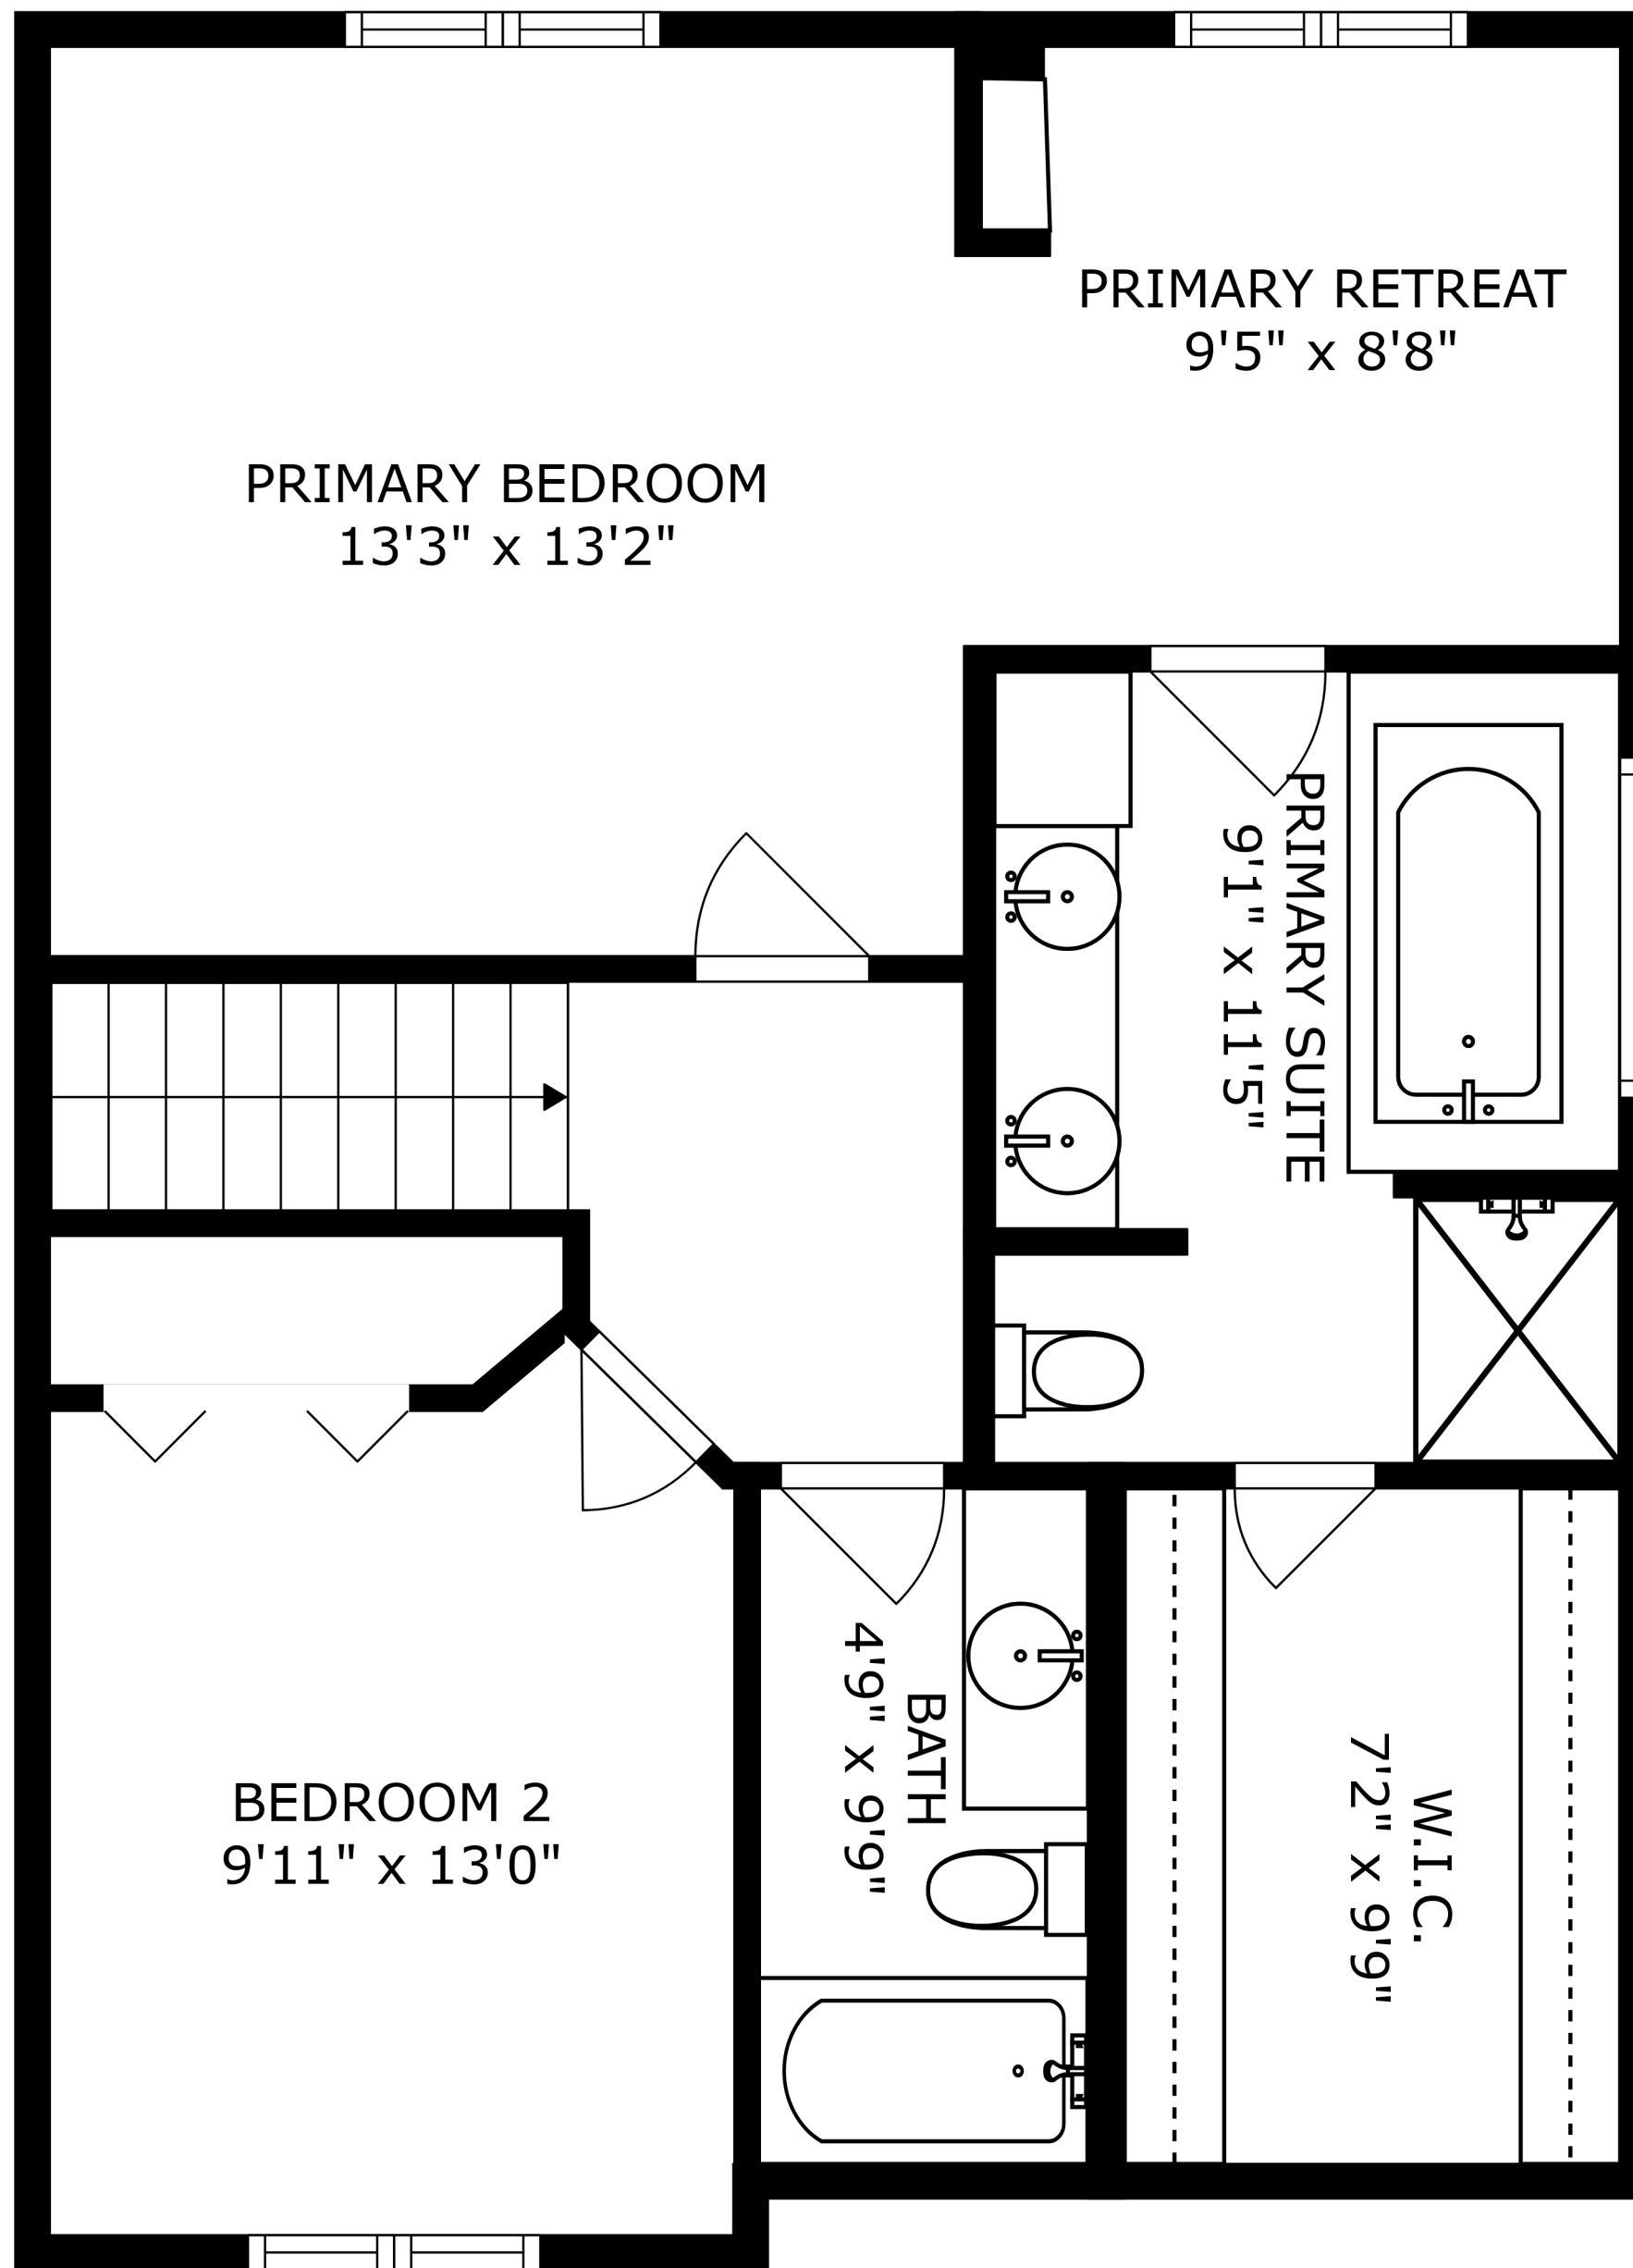 PRIMARY RETREAT
9'5" x 8'8"
PRIMARY BEDROOM
13'3" x 13'2"
PRIMARY SUITE
9'1" x 11'5"
BATH
4'9" x 9'9"
W.I.C.
7'2" x 9'9"
BEDROOM 2
9'11" x 13'0"